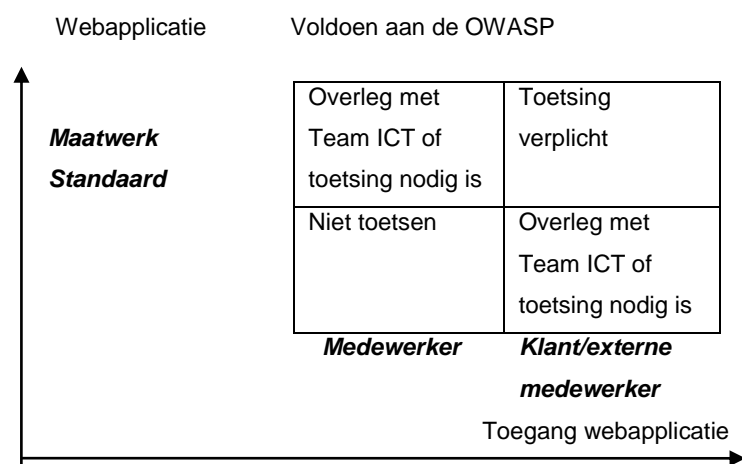 Webapplicatie Voldoen aan de OWASP
Maatwerk
Standaard
Overleg met
Team ICT of
toetsing nodig is
Toetsing
verplicht
Niet toetsen
Overleg met
Team ICT of
toetsing nodig is
Medewerker
Klant/externe
medewerker
Toegang webapplicatie